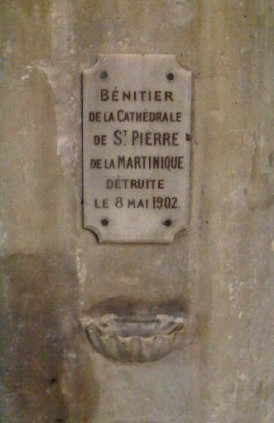 BÉNITIER
DE LA CATHÉDRALE
DE ST PIERRE
DE LA MARTINIQUE
DÉTRUITE
LE 8 MAI 1902.